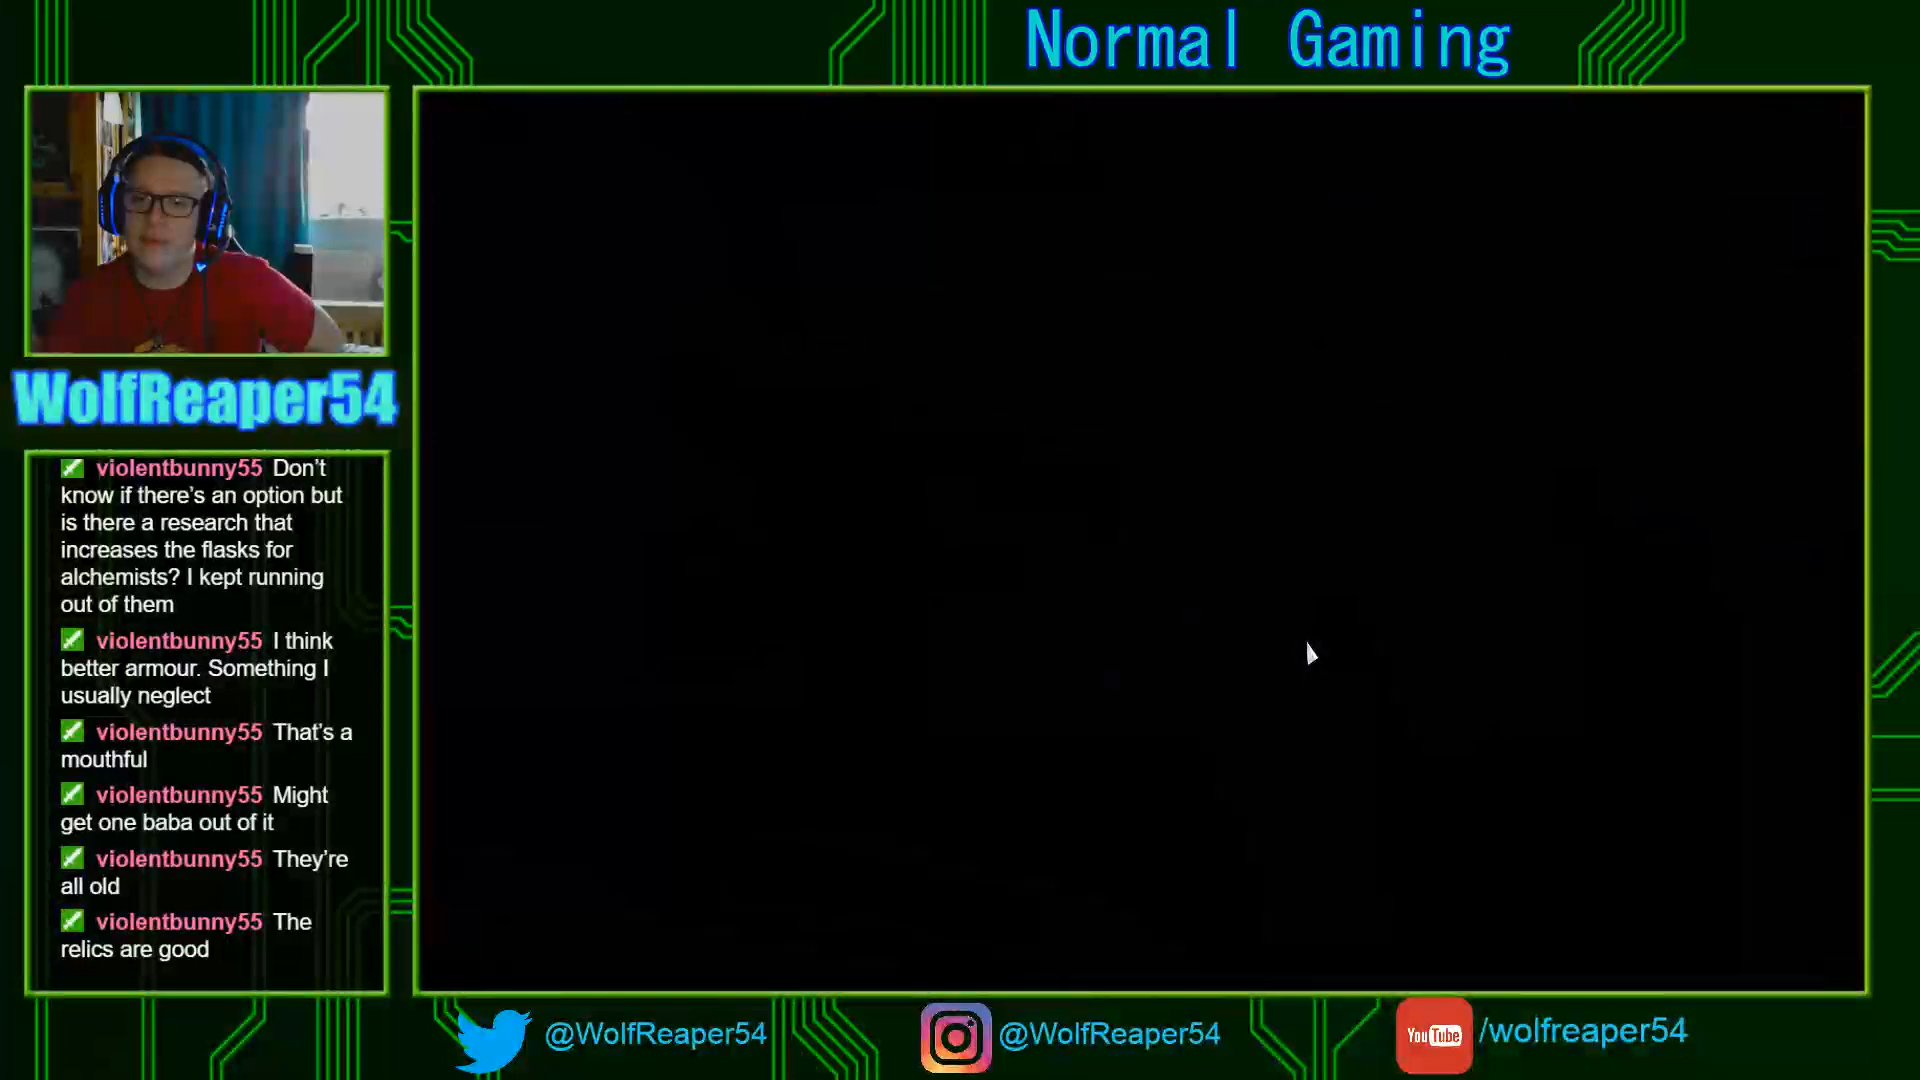 Normal Gaming
WolfReaper54
violentbunny55 Don't
know if there's an option but
is there a research that
increases the flasks for
alchemists? I kept running
out of them
violentbunny55 I think
better armour. Something I
usually neglect
violentbunny55 That's a
mouthful
violentbunny55 Might
get one baba out of it
violentbunny55 They're
all old
violentbunny55 The
relics are good
@WolfReaper54
@WolfReaper54
YouTube /wolfreaper54